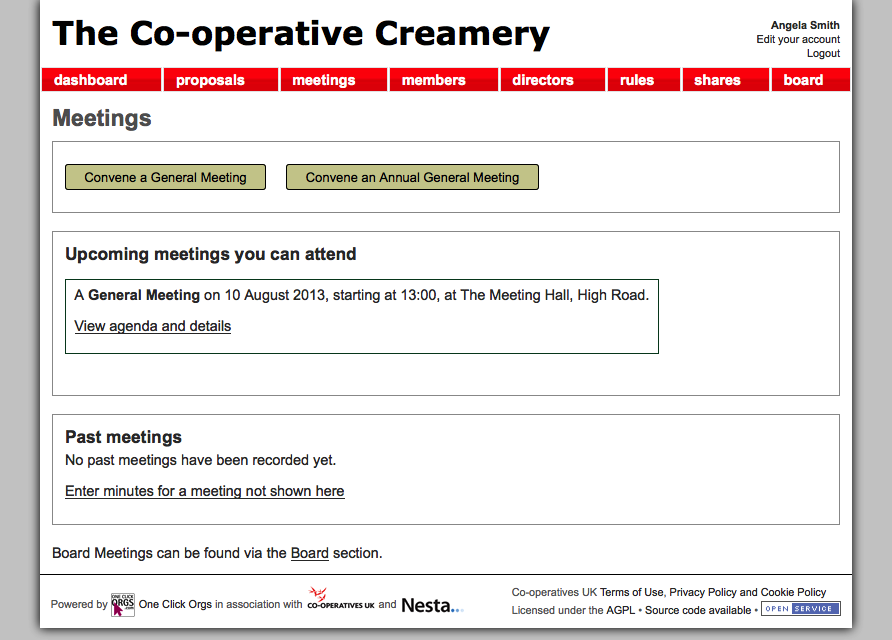 The Co-operative Creamery
Angela Smith
Edit your account
Logout
dashboard proposals meetings members directors rules shares board
Meetings
Convene a General Meeting Convene an Annual General Meeting
Upcoming meetings you can attend
A General Meeting on 10 August 2013, starting at 13:00, at The Meeting Hall, High Road.
View agenda and details
Past meetings
No past meetings have been recorded yet.
Enter minutes for a meeting not shown here
Board Meetings can be found via the Board section.
Powered by ONE CLICK ORGS .com One Click Orgs in association with CO-OPERATIVES UK and Nesta...
Co-operatives UK Terms of Use, Privacy Policy and Cookie Policy
Licensed under the AGPL • Source code available • OPEN SERVICE